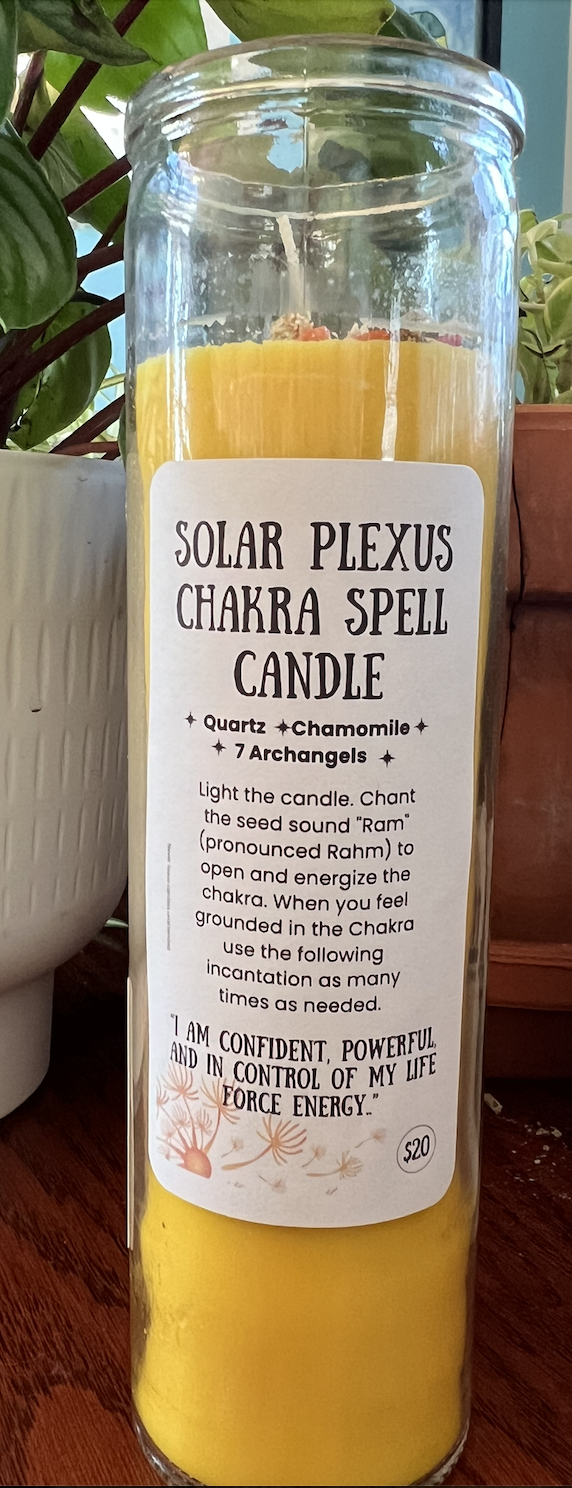 SOLAR PLEXUS
CHAKRA SPELL
CANDLE
Quartz Chamomile
7 Archangels
Light the candle. Chant
the seed sound "Ram"
(pronounced Rahm) to
open and energize the
chakra. When you feel
grounded in the Chakra
use the following
incantation as many
times as needed.
"I AM CONFIDENT, POWERFUL,
AND IN CONTROL OF MY LIFE
FORCE ENERGY.."
$20